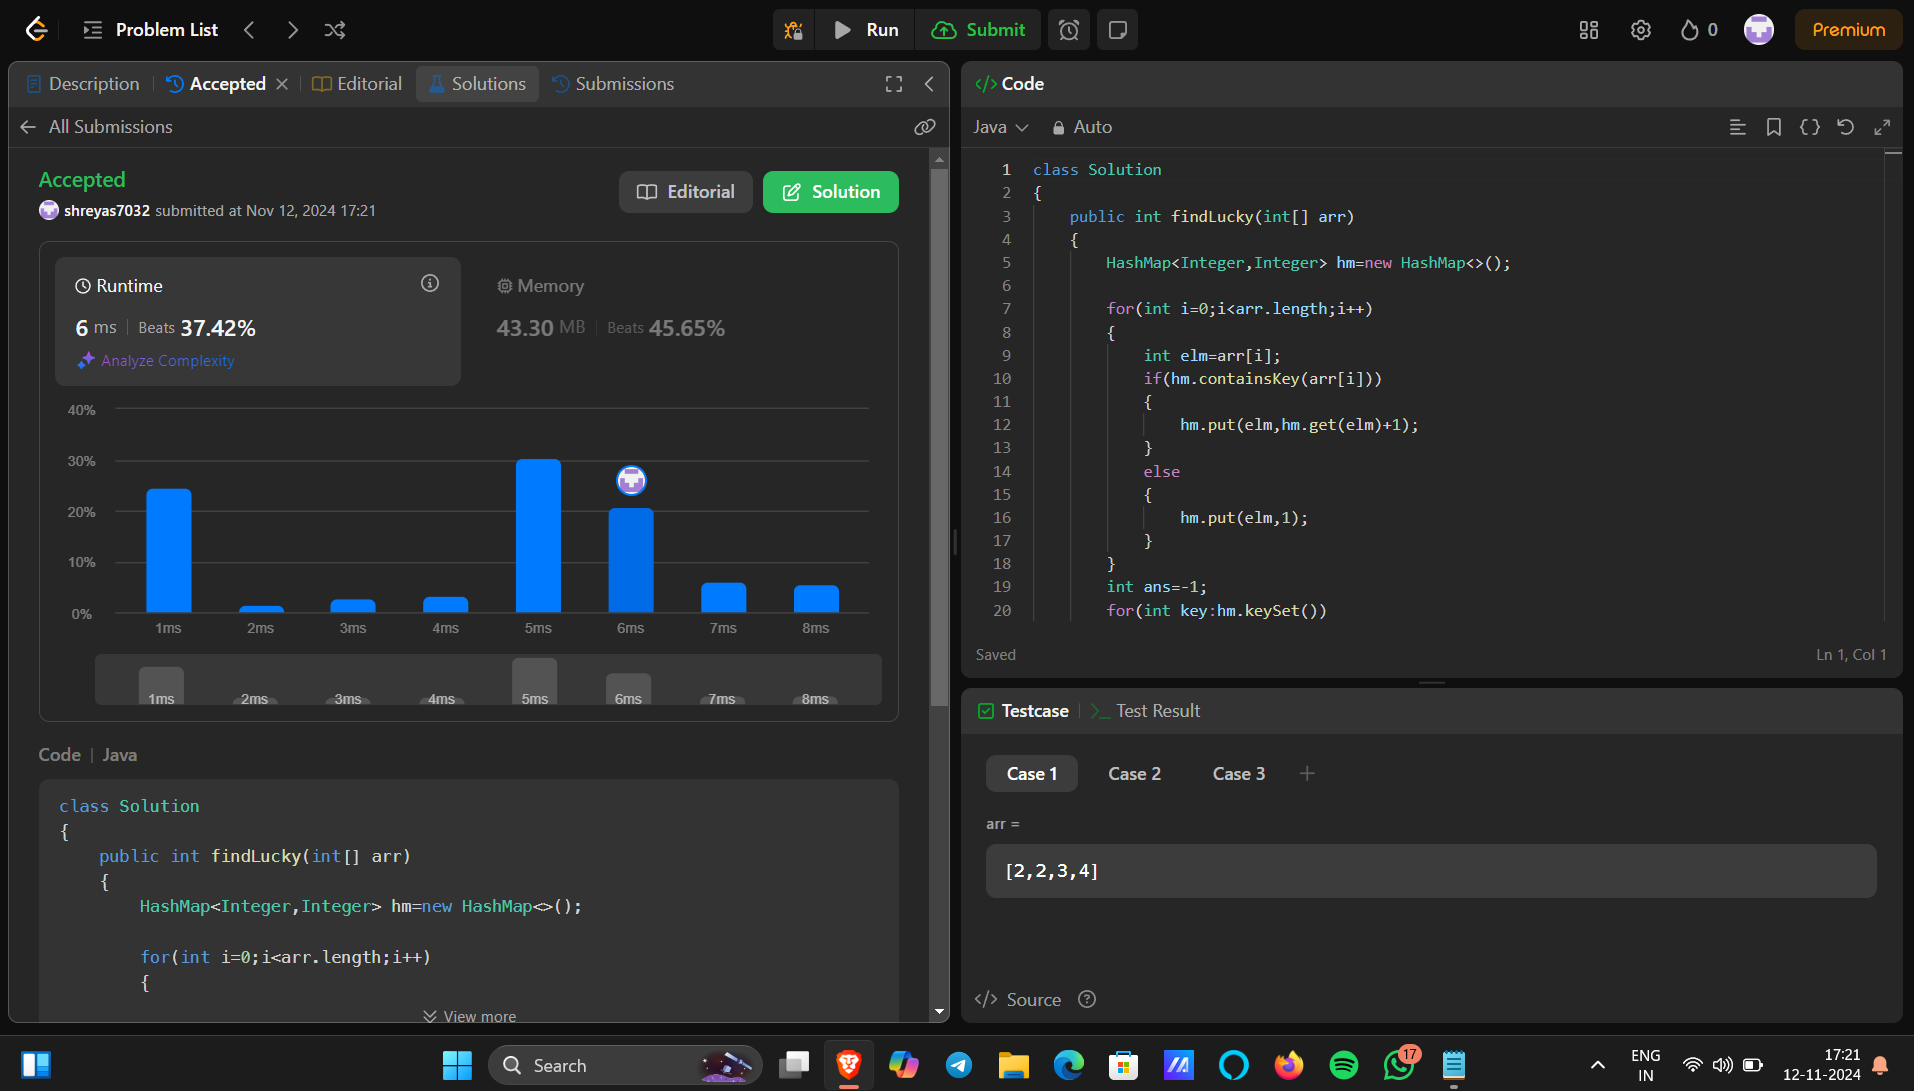 Problem List
Run
Submit
0
Premium
Description
Accepted
Editorial
Solutions
Submissions
All Submissions
Accepted
shreyas7032 submitted at Nov 12, 2024 17:21
Editorial
Solution
Runtime
6 ms
Beats 37.42%
Analyze Complexity
Memory
43.30 MB
Beats 45.65%
40%
30%
20%
10%
0%
1ms 2ms 3ms 4ms 5ms 6ms 7ms 8ms
1ms 2ms 3ms 4ms 5ms 6ms 7ms 8ms
Code | Java
class Solution
{
public int findLucky(int[] arr)
{
HashMap<Integer,Integer> hm=new HashMap<>();
for(int i=0;i<arr.length;i++)
{
View more
</> Code
Java
Auto
1 class Solution
2 {
3 public int findLucky(int[] arr)
4 {
5 HashMap<Integer,Integer> hm=new HashMap<>();
6
7 for(int i=0;i<arr.length;i++)
8 {
9 int elm=arr[i];
10 if(hm.containsKey(arr[i]))
11 {
12 hm.put(elm,hm.get(elm)+1);
13 }
14 else
15 {
16 hm.put(elm,1);
17 }
18 }
19 int ans=-1;
20 for(int key:hm.keySet())
Saved
Ln 1, Col 1
Testcase
Test Result
Case 1
Case 2
Case 3
arr =
[2,2,3,4]
</> Source
Search
17
ENG
IN
17:21
12-11-2024